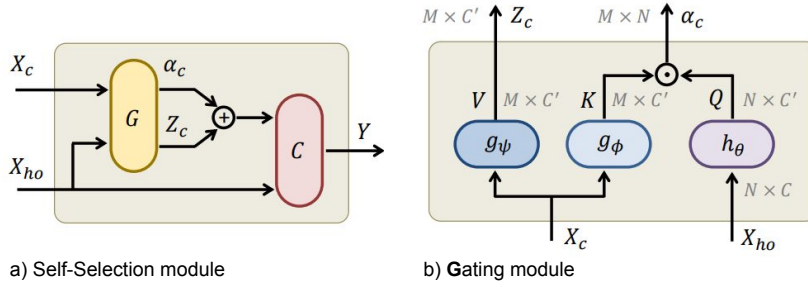 X_c
α_c
G
Z_c
+
C
Y
X_ho
a) Self-Selection module
M × C′
Z_c
M × N
α_c
V
M × C′
K
M × C′
Q
N × C′
g_ψ
g_ϕ
h_θ
N × C
X_c
X_ho
b) Gating module